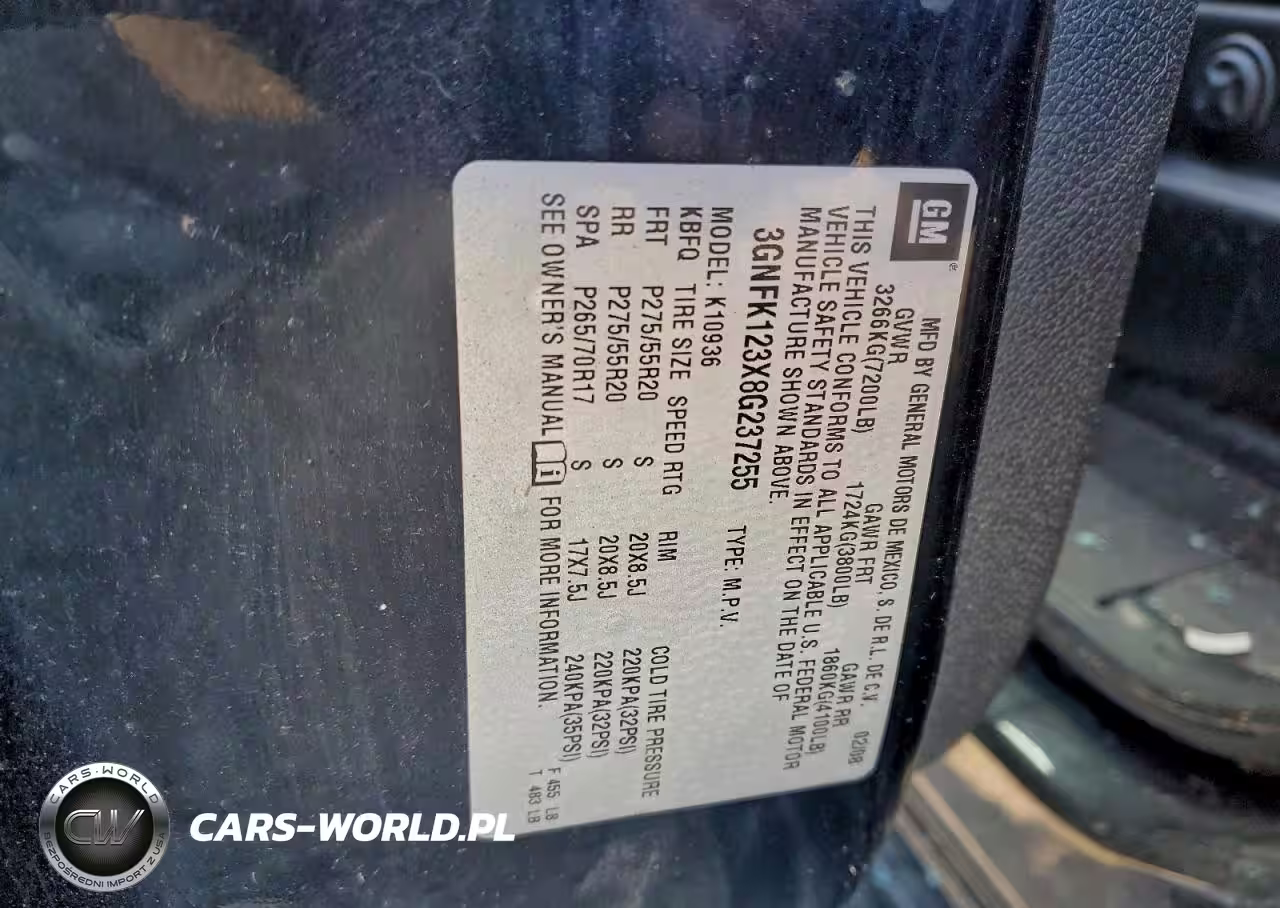 GM
MFD BY GENERAL MOTORS DE MEXICO, S. DE R.L. DE C.V. 02/08
GVWR GAWR FRT GAWR RR
3266KG(7200LB) 1724KG(3800LB) 1860KG(4100LB)
THIS VEHICLE CONFORMS TO ALL APPLICABLE U.S. FEDERAL MOTOR
VEHICLE SAFETY STANDARDS IN EFFECT ON THE DATE OF
MANUFACTURE SHOWN ABOVE.
3GNFK123X8G237255 TYPE: M.P.V.
MODEL: K10936
KBFQ TIRE SIZE SPEED RTG RIM COLD TIRE PRESSURE
FRT P275/55R20 S 20X8.5J 220KPA(32PSI)
RR P275/55R20 S 20X8.5J 220KPA(32PSI)
SPA P265/70R17 S 17X7.5J 240KPA(35PSI)
SEE OWNER'S MANUAL i FOR MORE INFORMATION.
F 455 LB
T 483 LB
CARS-WORLD
CW
BEZPOŚREDNI IMPORT Z USA
CARS-WORLD.PL